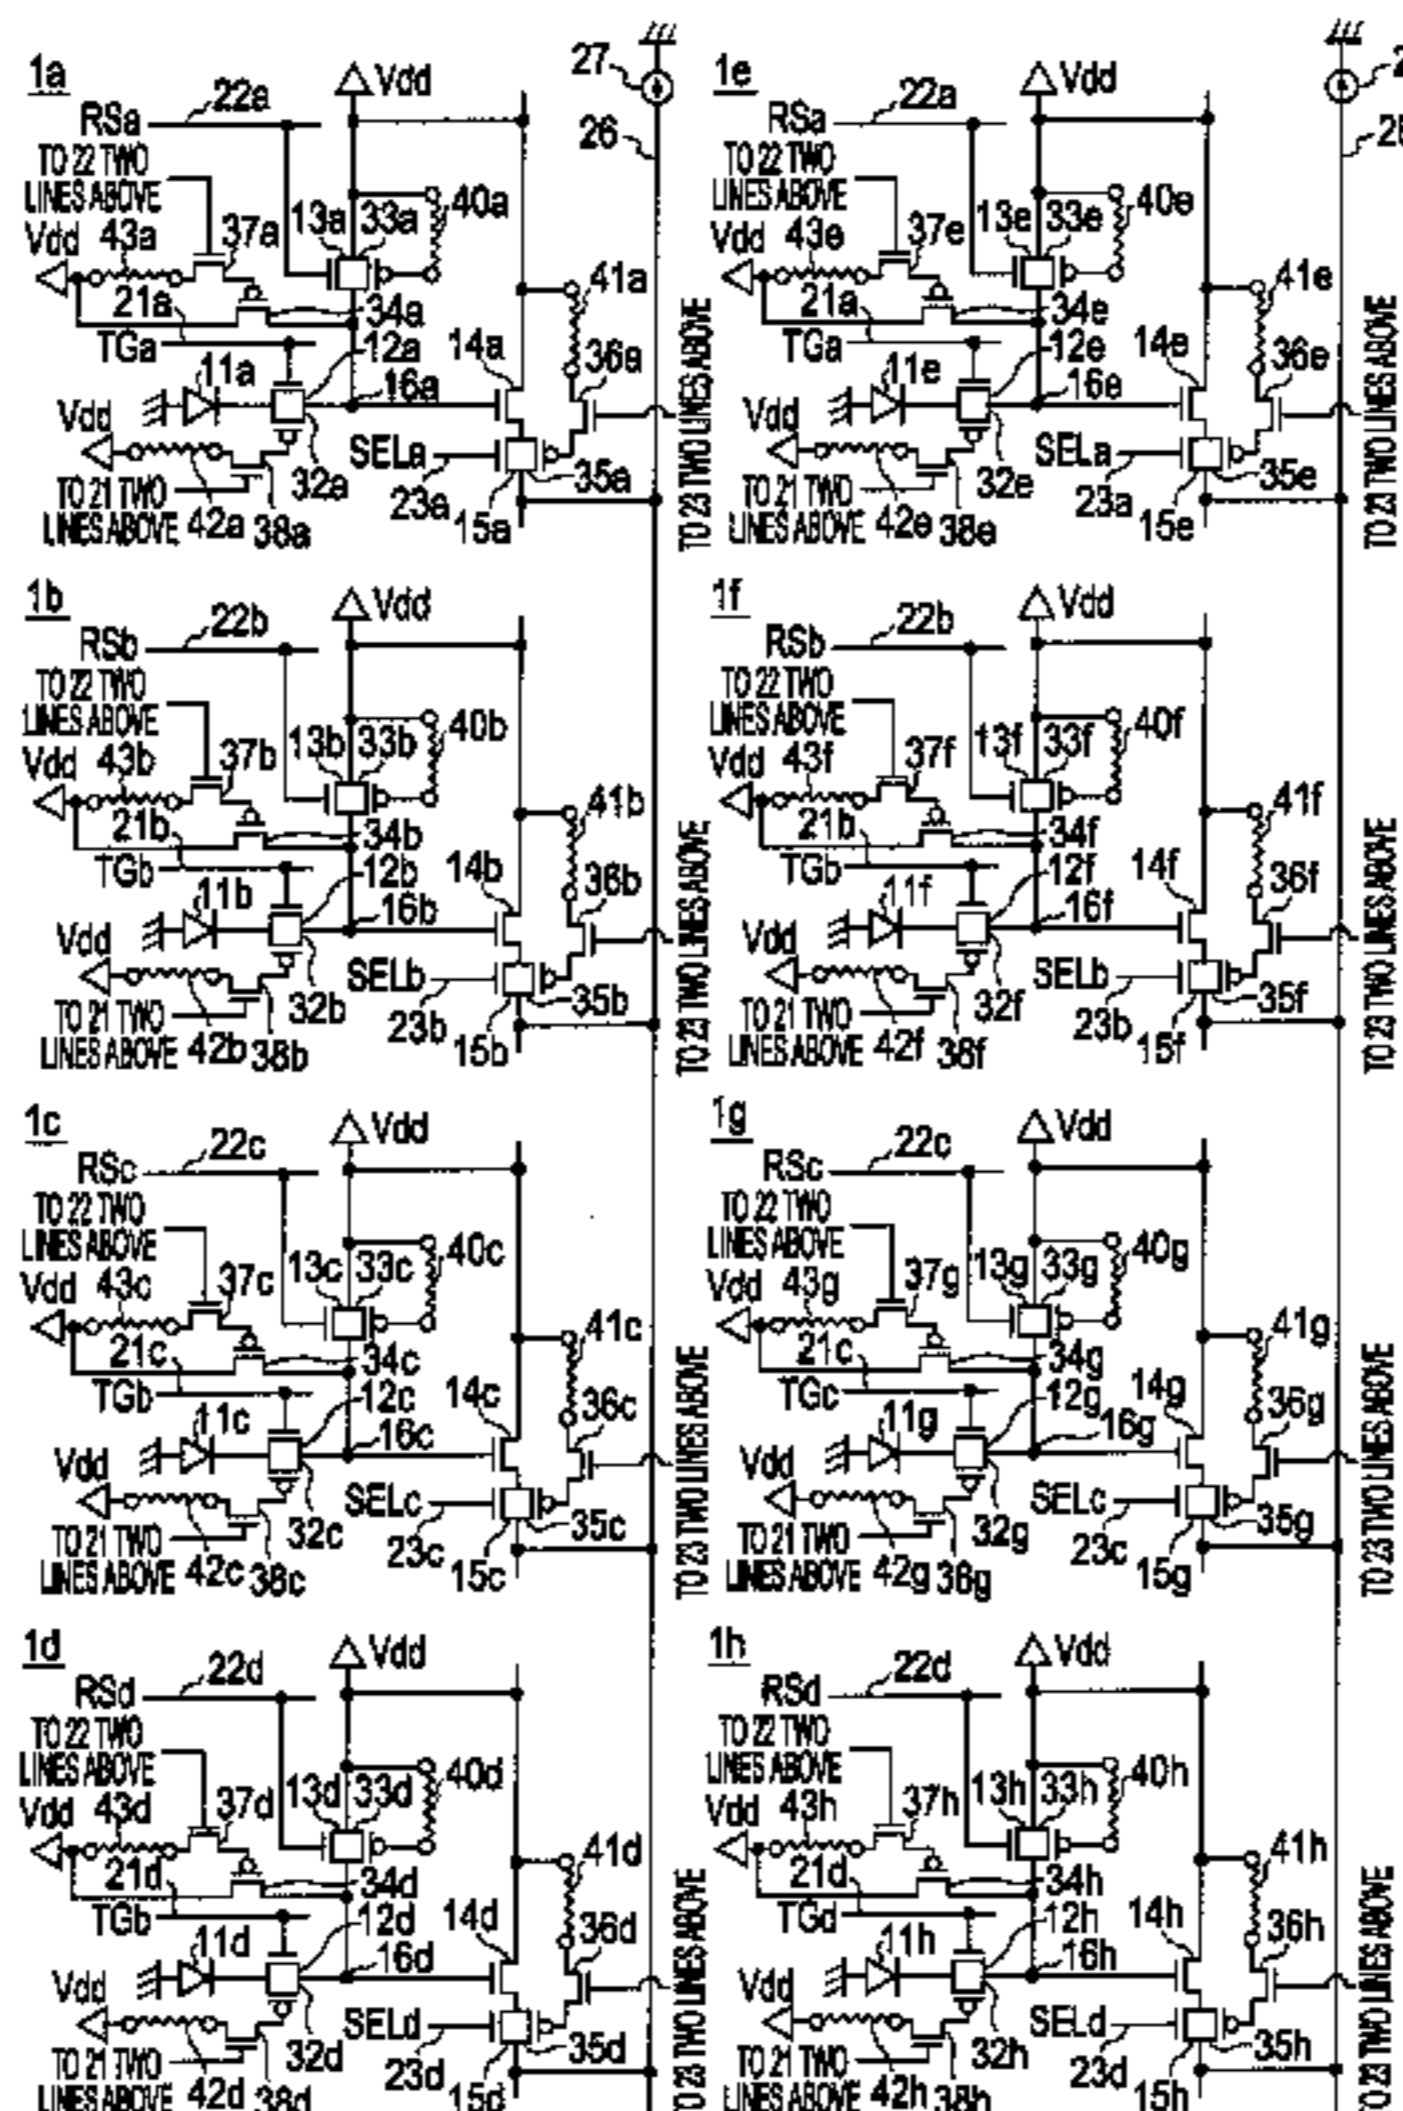 1a
Vdd
27
RSa
22a
26
TO 22 TWO
LINES ABOVE
13a 33a 40a
Vdd 43a 37a
41a
21a
34a
TGa
12a 14a
36a
11a
16a
Vdd
SELa
35a
TO 21 TWO
LINES ABOVE
42a 38a
32a
23a
15a
TO 23 TWO LINES ABOVE
1e
Vdd
RSa
22a
TO 22 TWO
LINES ABOVE
13e 33e 40e
Vdd 43e 37e
41e
21a
34e
TGa
12e 14e
36e
11e
16e
Vdd
SELa
35e
TO 21 TWO
LINES ABOVE
42e 38e
32e
23a
15e
TO 23 TWO LINES ABOVE
1b
Vdd
RSb
22b
TO 22 TWO
LINES ABOVE
13b 33b 40b
Vdd 43b 37b
41b
21b
34b
TGb
12b 14b
36b
11b
16b
Vdd
SELb
35b
TO 21 TWO
LINES ABOVE
42b 38b
32b
23b
15b
TO 23 TWO LINES ABOVE
1f
Vdd
RSb
22b
TO 22 TWO
LINES ABOVE
13f 33f 40f
Vdd 43f 37f
41f
21b
34f
TGb
12f 14f
36f
11f
16f
Vdd
SELb
35f
TO 21 TWO
LINES ABOVE
42f 38f
32f
23b
15f
TO 23 TWO LINES ABOVE
1c
Vdd
RSc
22c
TO 22 TWO
LINES ABOVE
13c 33c 40c
Vdd 43c 37c
41c
21c
34c
TGb
12c 14c
36c
11c
16c
Vdd
SELc
35c
TO 21 TWO
LINES ABOVE
42c 38c
32c
23c
15c
TO 23 TWO LINES ABOVE
1g
Vdd
RSc
22c
TO 22 TWO
LINES ABOVE
13g 33g 40g
Vdd 43g 37g
41g
21c
34g
TGc
12g 14g
36g
11g
16g
Vdd
SELc
35g
TO 21 TWO
LINES ABOVE
42g 38g
32g
23c
15g
TO 23 TWO LINES ABOVE
1d
Vdd
RSd
22d
TO 22 TWO
LINES ABOVE
13d 33d 40d
Vdd 43d 37d
41d
21d
34d
TGb
12d 14d
36d
11d
16d
Vdd
SELd
35d
TO 21 TWO
LINES ABOVE
42d 38d
32d
23d
15d
TO 23 TWO LINES ABOVE
1h
Vdd
RSd
22d
TO 22 TWO
LINES ABOVE
13h 33h 40h
Vdd 43h 37h
41h
21d
34h
TGd
12h 14h
36h
11h
16h
Vdd
SELd
35h
TO 21 TWO
LINES ABOVE
42h 38h
32h
23d
15h
TO 23 TWO LINES ABOVE